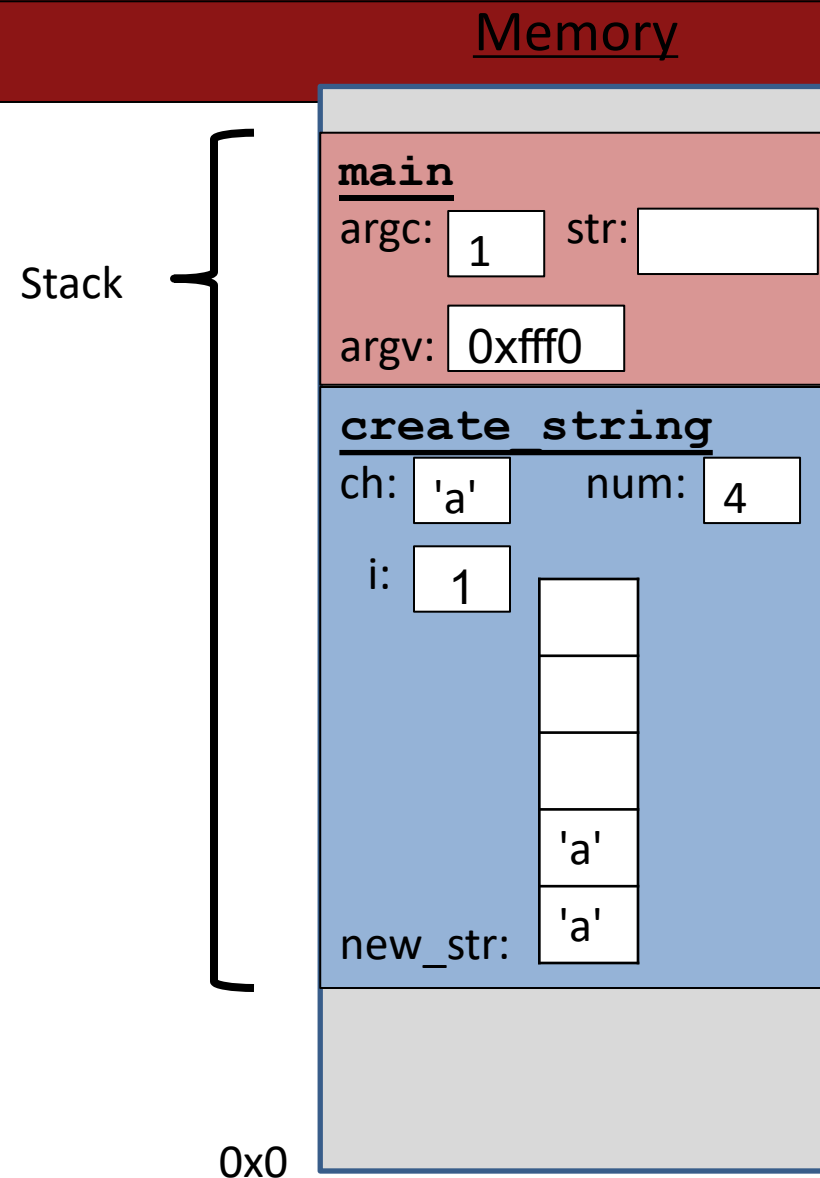 Memory
main
argc: 1 str:
Stack
argv: 0xfff0
create_string
ch: 'a' num: 4
i: 1
'a'
'a'
new_str:
0x0